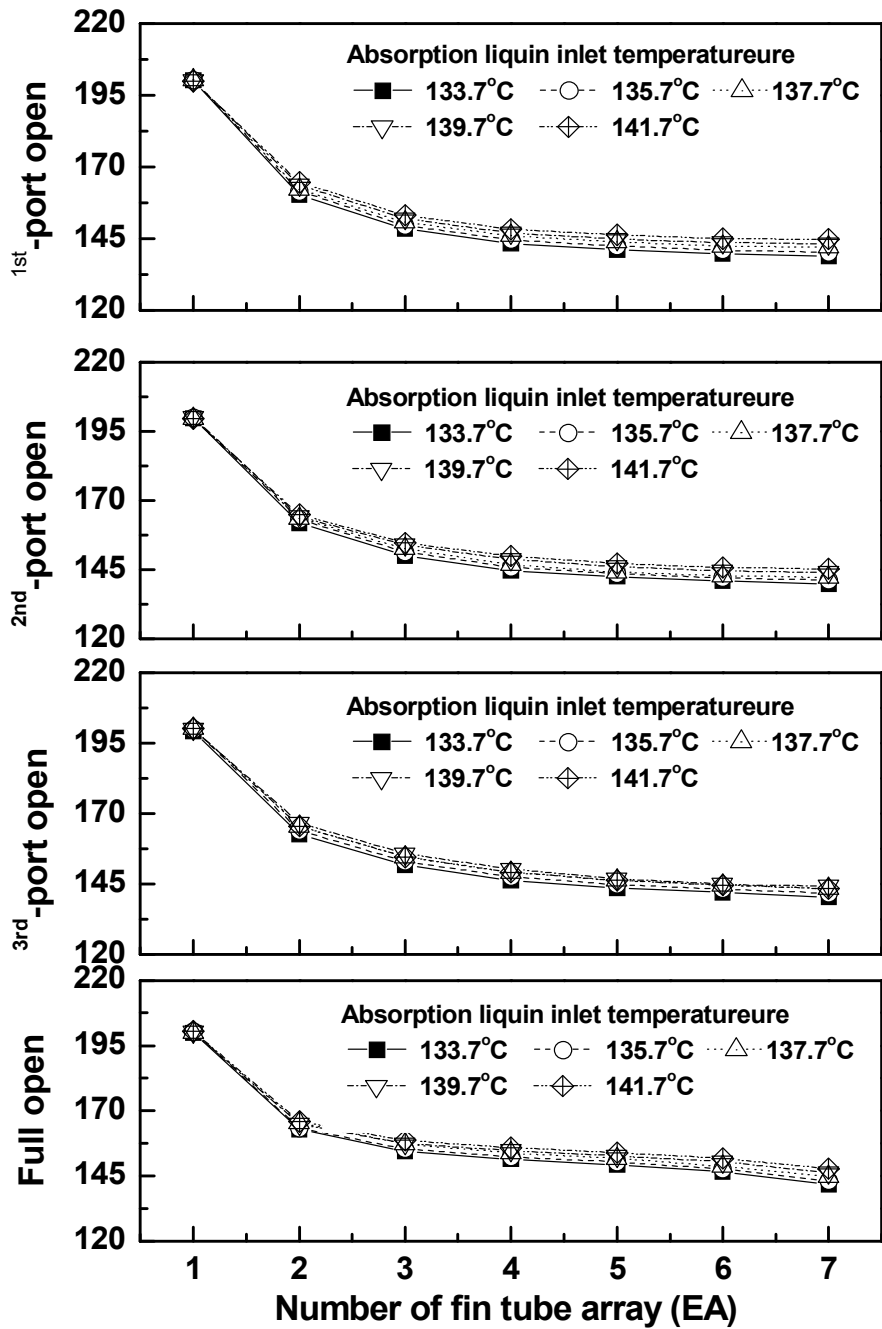 220
195
170
145
120
1st-port open
Absorption liquin inlet temperatureure
133.7°C 135.7°C 137.7°C
139.7°C 141.7°C
220
195
170
145
120
2nd-port open
Absorption liquin inlet temperatureure
133.7°C 135.7°C 137.7°C
139.7°C 141.7°C
220
195
170
145
120
3rd-port open
Absorption liquin inlet temperatureure
133.7°C 135.7°C 137.7°C
139.7°C 141.7°C
220
195
170
145
120
Full open
Absorption liquin inlet temperatureure
133.7°C 135.7°C 137.7°C
139.7°C 141.7°C
1 2 3 4 5 6 7
Number of fin tube array (EA)